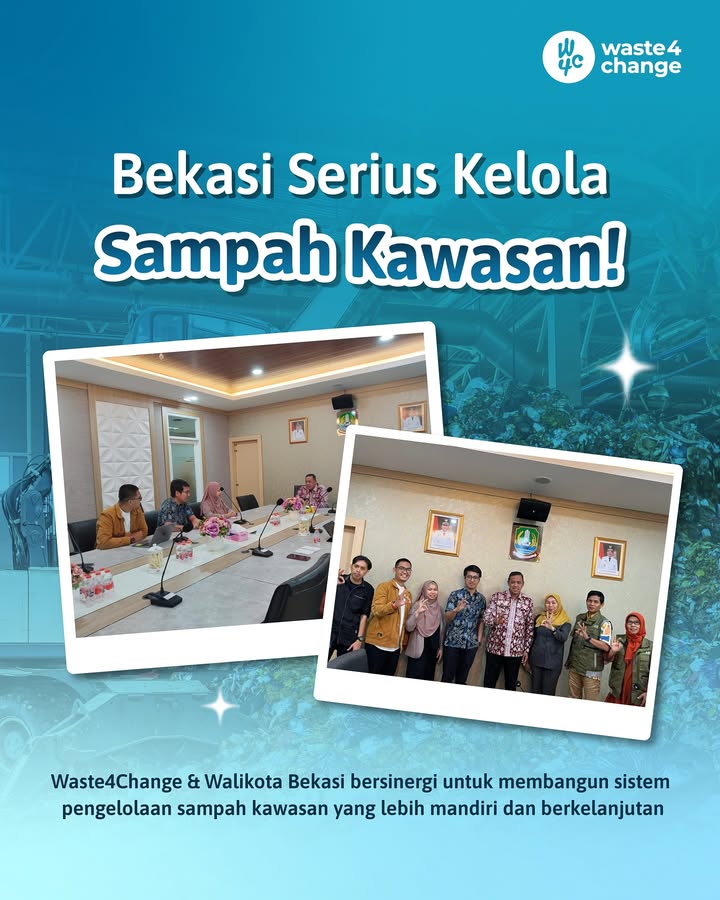 waste4
change
Bekasi Serius Kelola
Sampah Kawasan!
Waste4Change & Walikota Bekasi bersinergi untuk membangun sistem
pengelolaan sampah kawasan yang lebih mandiri dan berkelanjutan